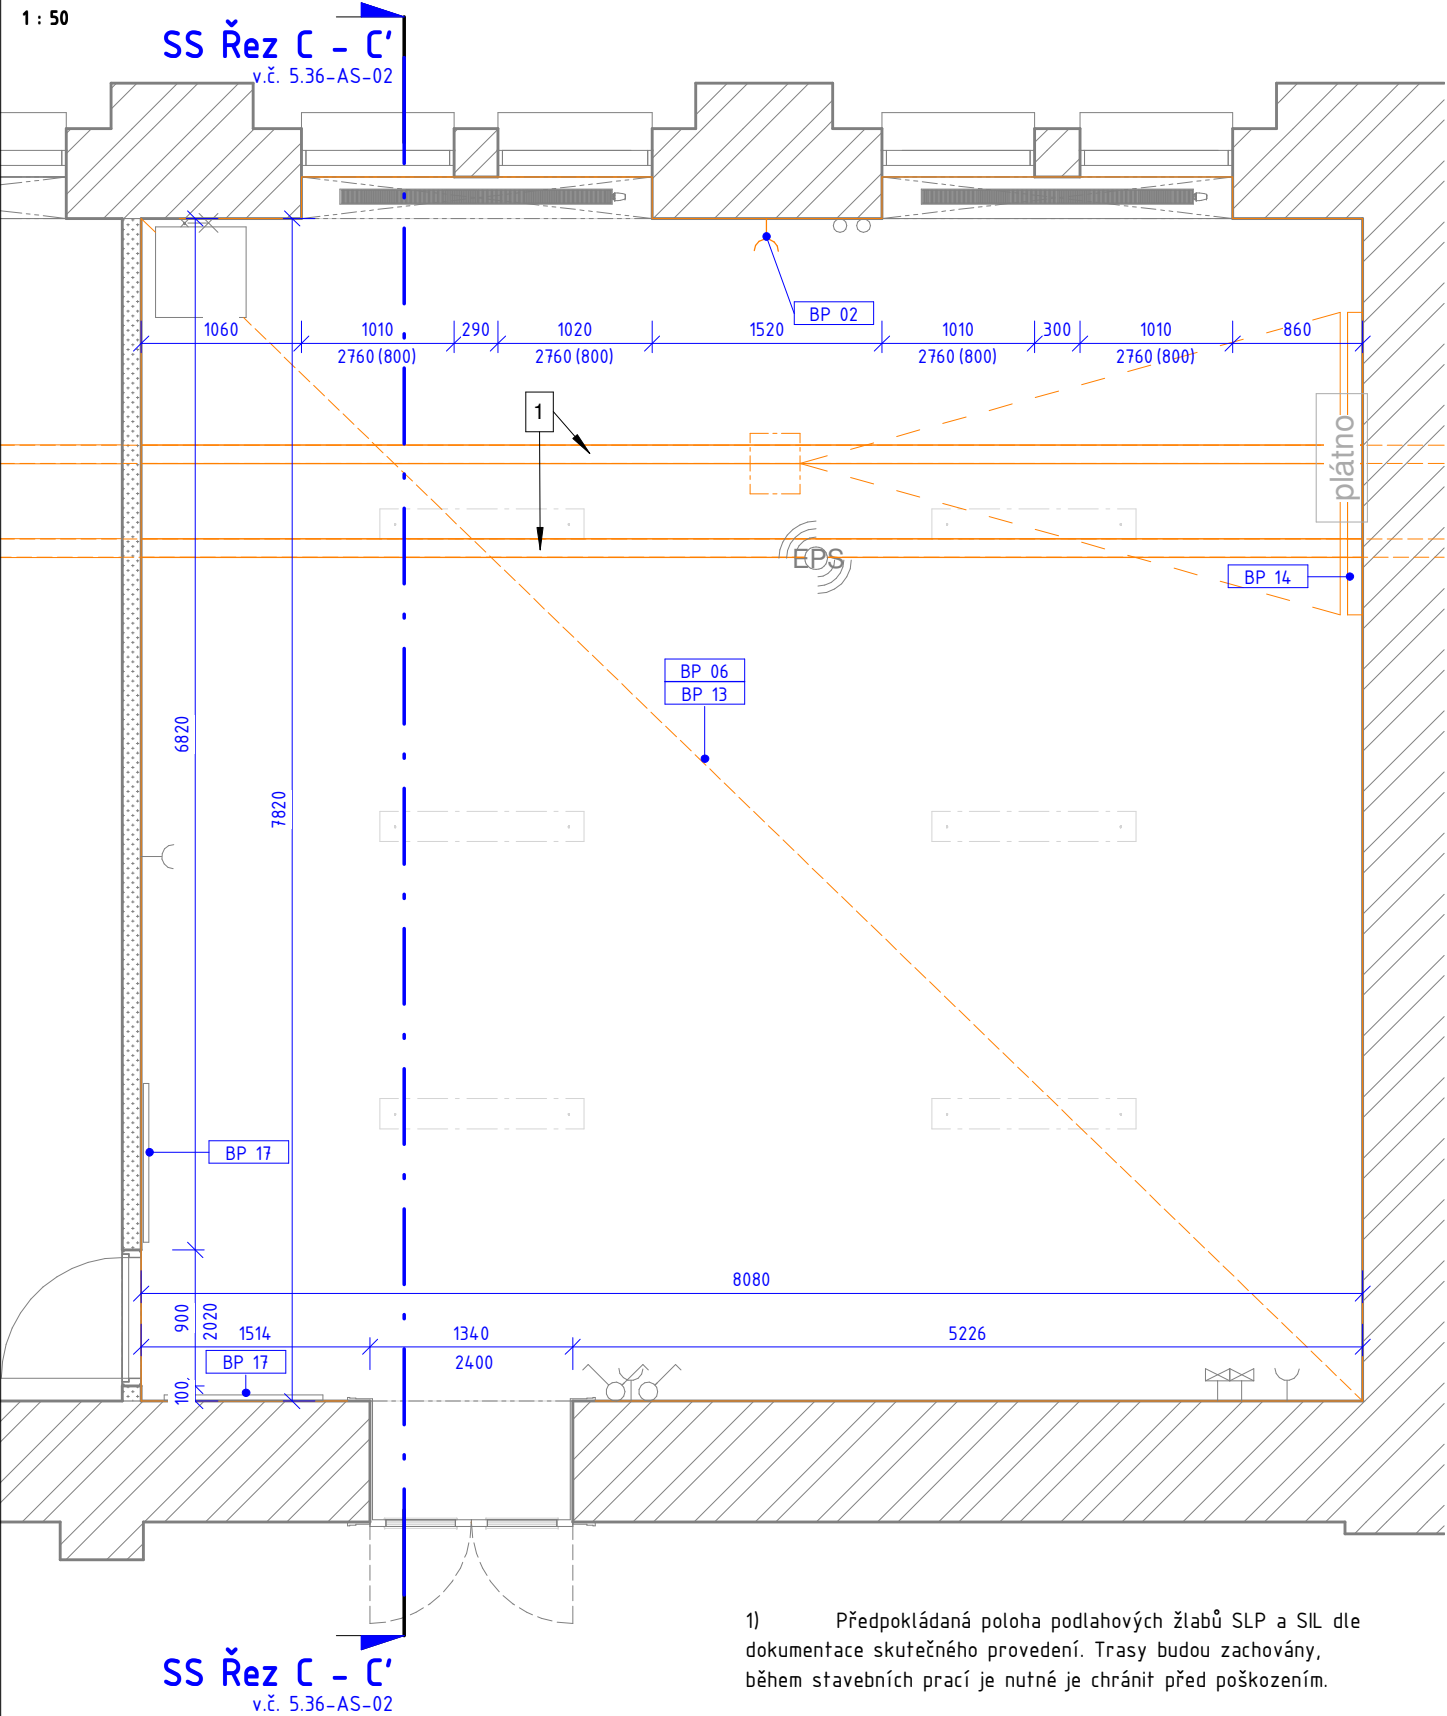 1 : 50
SS Řez C - C'
v.č. 5.36-AS-02
BP 02
1060
1010
290
1020
1520
1010
300
1010
860
2760 (800)
2760 (800)
2760 (800)
2760 (800)
1
plátno
EPS
BP 14
BP 06
BP 13
6820
7820
BP 17
8080
900
2020
1514
1340
5226
BP 17
2400
100
1) Předpokládaná poloha podlahových žlabů SLP a SIL dle
dokumentace skutečného provedení. Trasy budou zachovány,
během stavebních prací je nutné je chránit před poškozením.
SS Řez C - C'
v.č. 5.36-AS-02